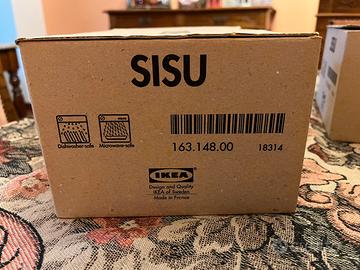 SISU
Dishwasher-safe Microwave-safe
163.148.00 18314
IKEA
Design and Quality
IKEA of Sweden
Made in France